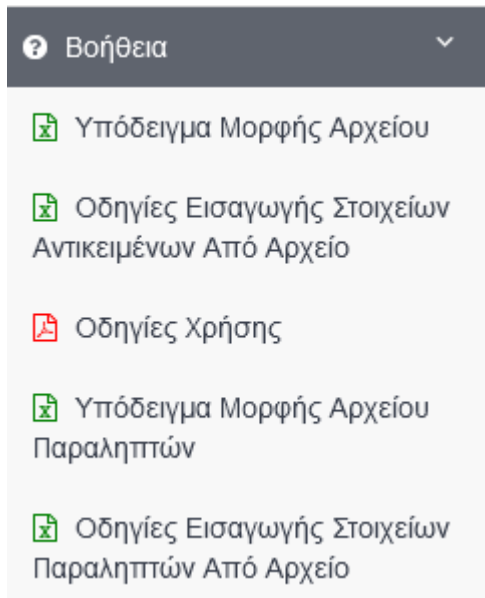 Βοήθεια
Υπόδειγμα Μορφής Αρχείου
Οδηγίες Εισαγωγής Στοιχείων
Αντικειμένων Από Αρχείο
Οδηγίες Χρήσης
Υπόδειγμα Μορφής Αρχείου
Παραληπτών
Οδηγίες Εισαγωγής Στοιχείων
Παραληπτών Από Αρχείο